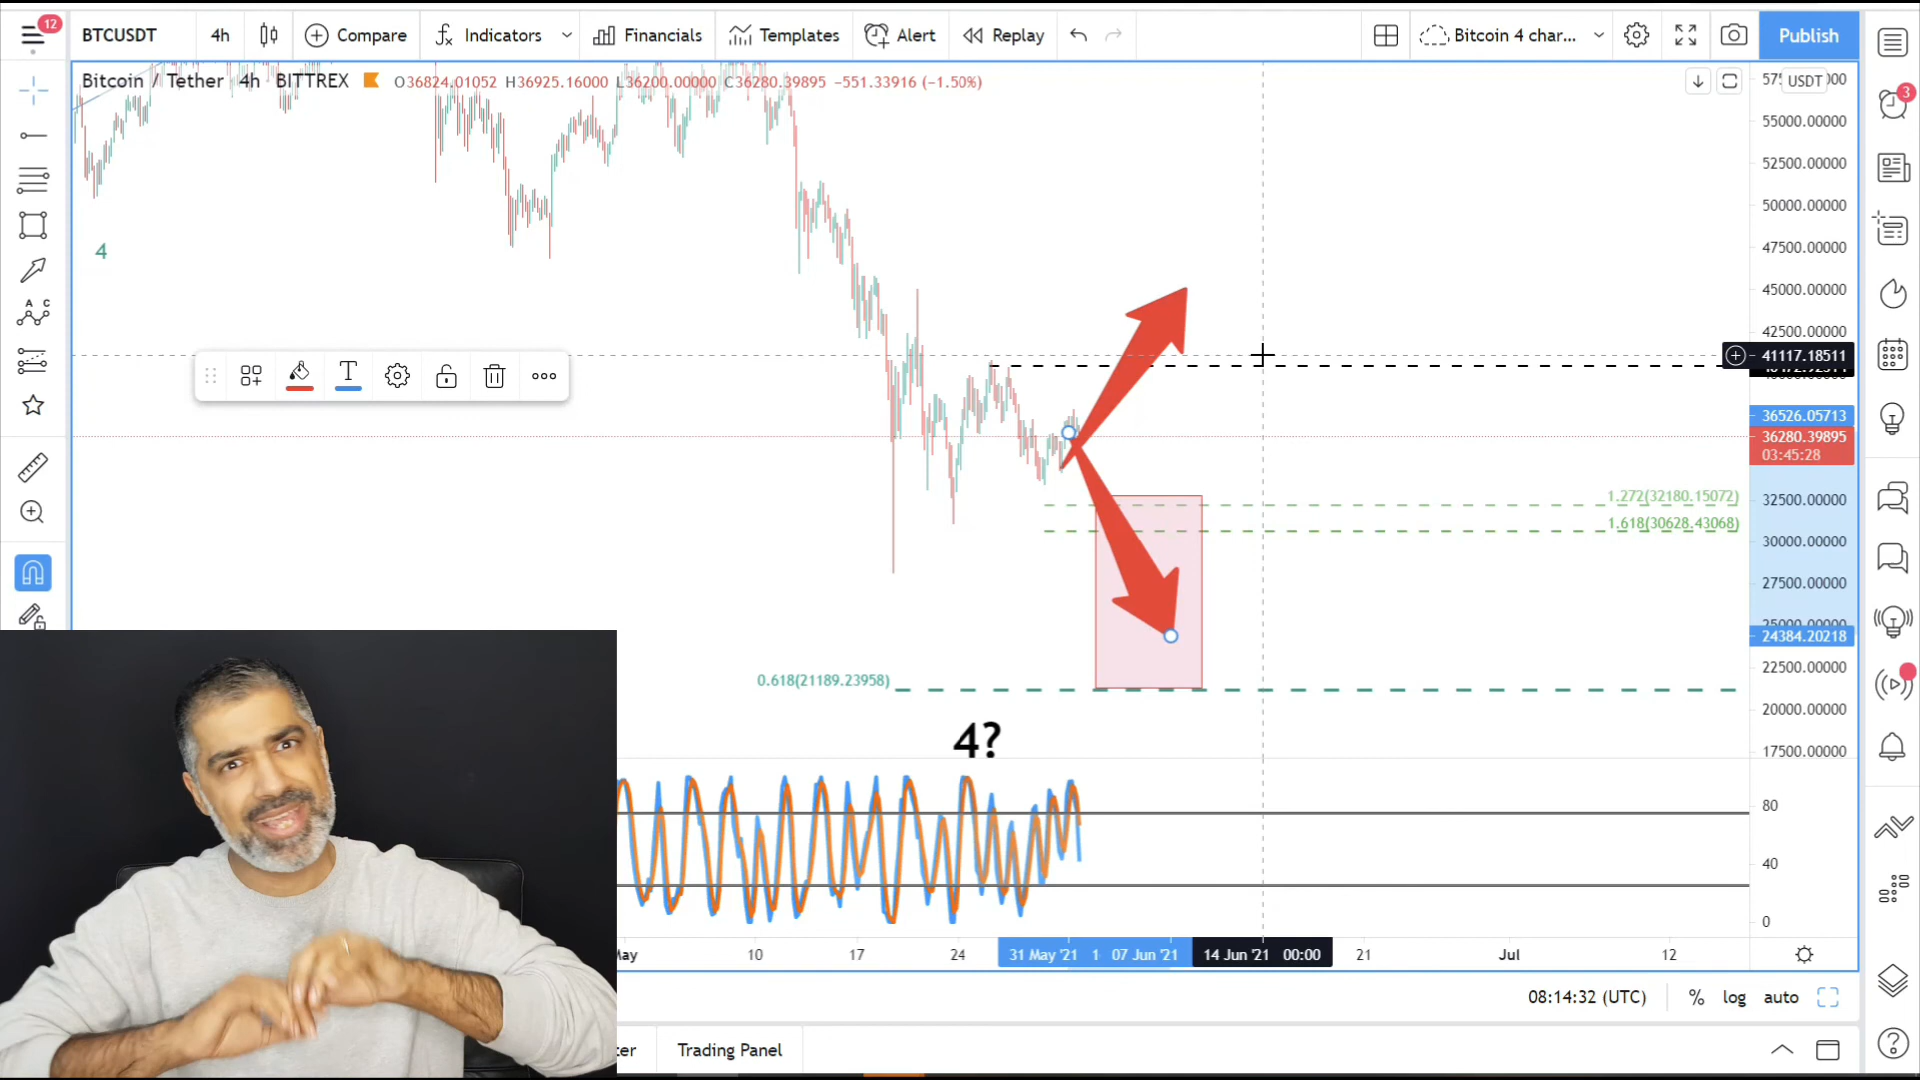 12
BTCUSDT
4h
Compare
Indicators
Financials
Templates
Alert
Replay
Bitcoin 4 char...
Publish
Bitcoin / Tether 4h BITTREX O36824.01052 H36925.16000 L36200.00000 C36280.39895 -551.33916 (-1.50%)
USDT
3
55000.00000
52500.00000
50000.00000
47500.00000
45000.00000
42500.00000
41117.18511
36526.05713
36280.39895
03:45:28
32500.00000
30000.00000
27500.00000
24384.20218
22500.00000
20000.00000
17500.00000
4
T
A C
1.272(32180.15072)
1.618(30628.43068)
0.618(21189.23958)
4?
80
40
0
May 10 17 24 31 May '21 1 07 Jun '21 14 Jun '21 00:00 21 Jul 12
08:14:32 (UTC) % log auto
Trading Panel